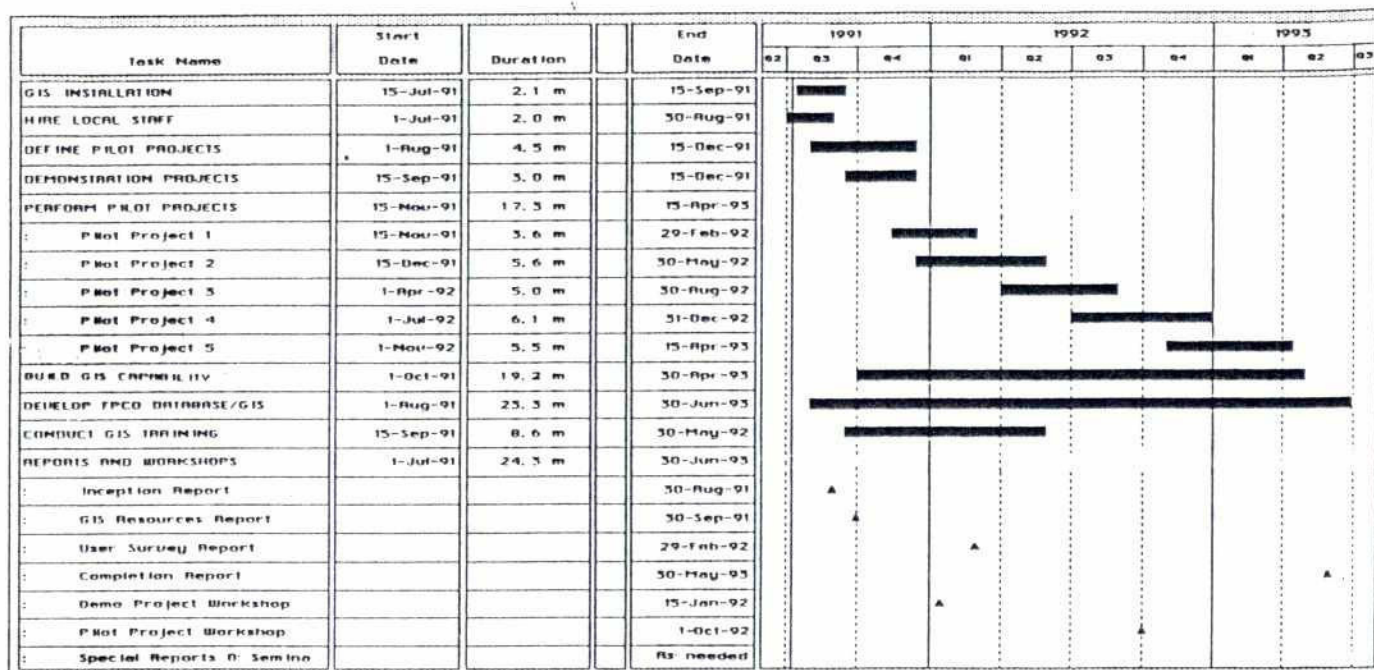 Start End 1991 1992 1993
Task Name Date Duration Date Q2 Q3 Q4 Q1 Q2 Q3 Q4 Q1 Q2 Q3
GIS INSTALLATION 15-Jul-91 2.1 m 15-Sep-91
HIRE LOCAL STAFF 1-Jul-91 2.0 m 30-Aug-91
DEFINE PILOT PROJECTS 1-Aug-91 4.5 m 15-Dec-91
DEMONSTRATION PROJECTS 15-Sep-91 3.0 m 15-Dec-91
PERFORM PILOT PROJECTS 15-Nov-91 17.3 m 15-Apr-93
: Pilot Project 1 15-Nov-91 3.6 m 29-Feb-92
: Pilot Project 2 15-Dec-91 5.6 m 30-May-92
: Pilot Project 3 1-Apr-92 5.0 m 30-Aug-92
: Pilot Project 4 1-Jul-92 6.1 m 31-Dec-92
: Pilot Project 5 1-Nov-92 5.5 m 15-Apr-93
BUILD GIS CAPABILITY 1-Oct-91 19.2 m 30-Apr-93
DEVELOP FPCO DATABASE/GIS 1-Aug-91 23.3 m 30-Jun-93
CONDUCT GIS TRAINING 15-Sep-91 8.6 m 30-May-92
REPORTS AND WORKSHOPS 1-Jul-91 24.3 m 30-Jun-93
: Inception Report 30-Aug-91
: GIS Resources Report 30-Sep-91
: User Survey Report 29-Feb-92
: Completion Report 30-May-93
: Demo Project Workshop 15-Jan-92
: Pilot Project Workshop 1-Oct-92
: Special Reports & Semina As needed